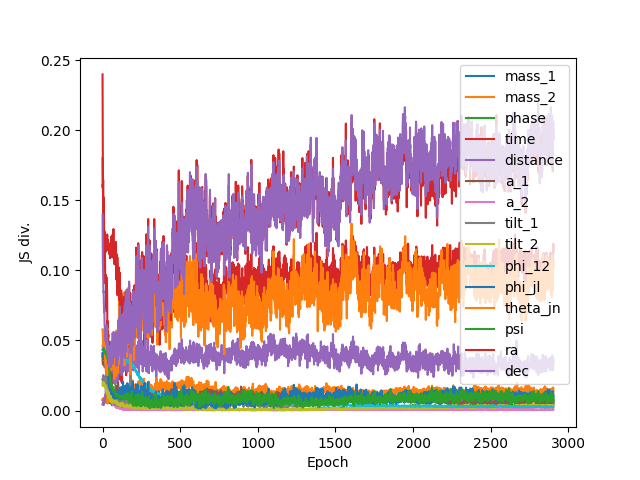 0.25
0.20
0.15
0.10
0.05
0.00
JS div.
0
500
1000
1500
2000
2500
3000
Epoch
mass_1
mass_2
phase
time
distance
a_1
a_2
tilt_1
tilt_2
phi_12
phi_jl
theta_jn
psi
ra
dec